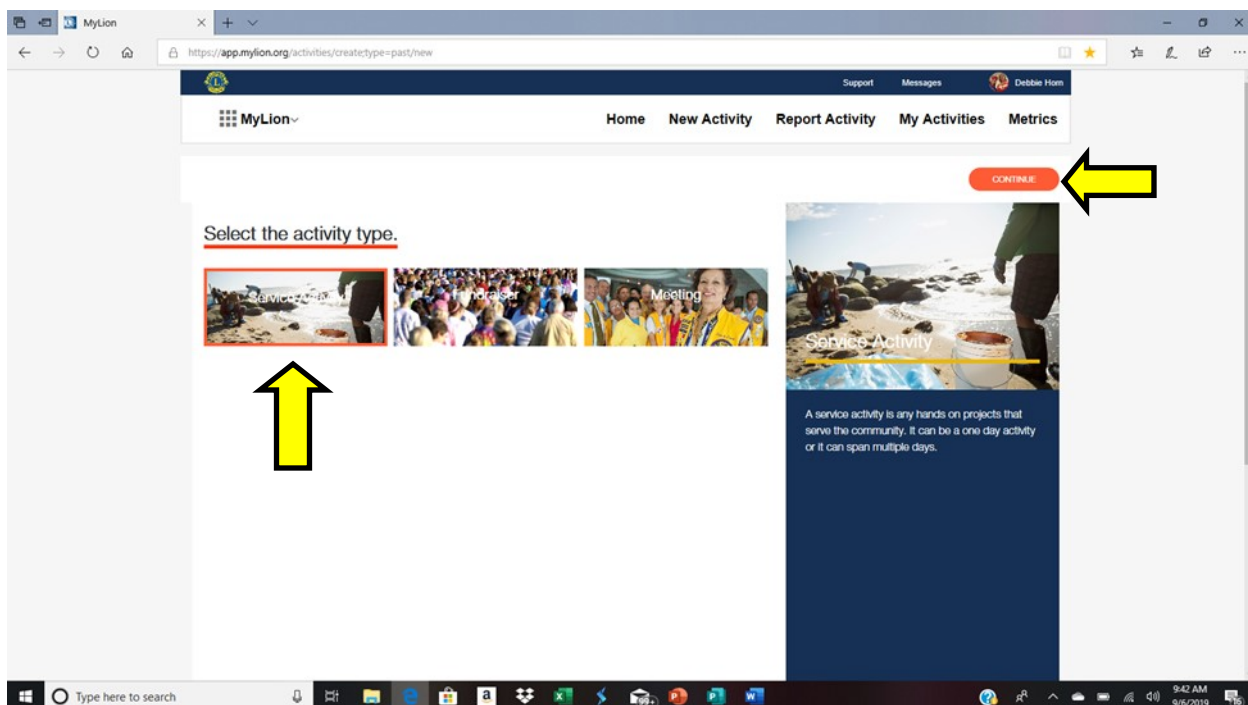 MyLion
https://app.mylion.org/activities/create;type=past/new
Support Messages Debbie Hom
MyLion Home New Activity Report Activity My Activities Metrics
CONTINUE
Select the activity type.
Service Activity Fundraiser Meeting
Service Activity
A service activity is any hands on projects that
serve the community. It can be a one day activity
or it can span multiple days.
Type here to search
99+
9:42 AM
9/6/2019